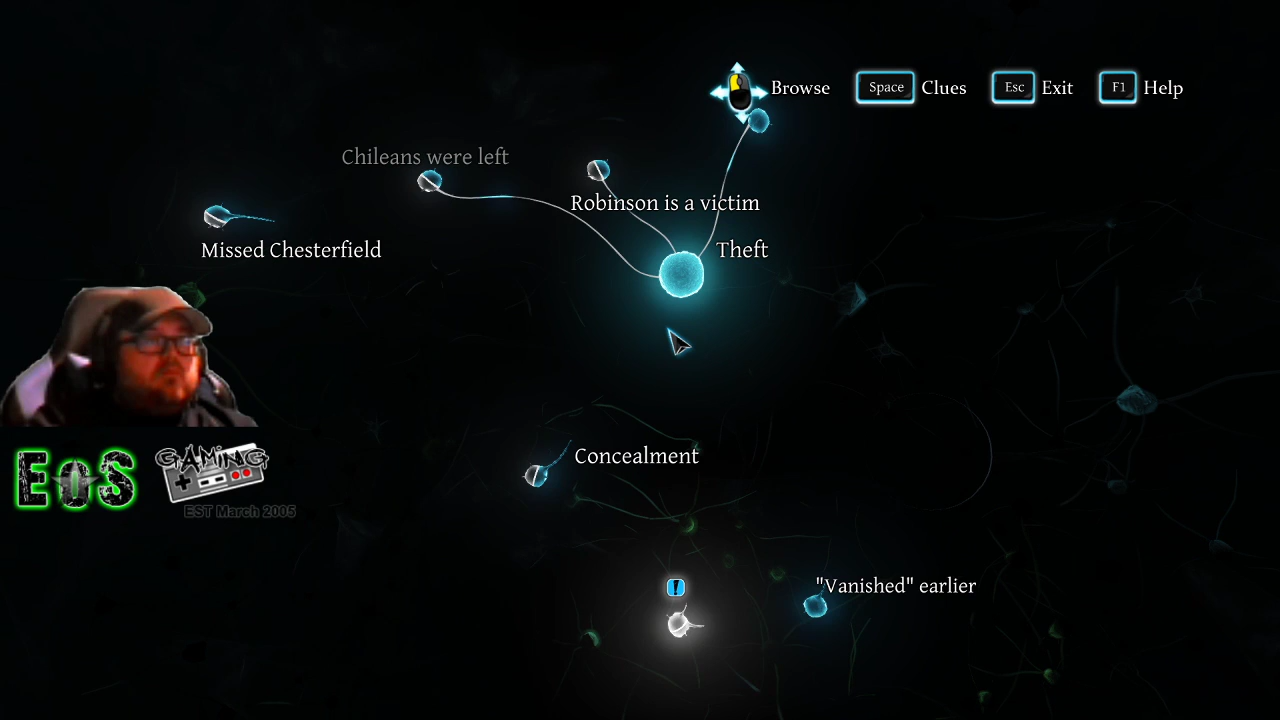 Browse
Space
Clues
Esc
Exit
F1
Help
Chileans were left
Robinson is a victim
Missed Chesterfield
Theft
Concealment
EOS
GAMING
EST March 2005
!
"Vanished" earlier